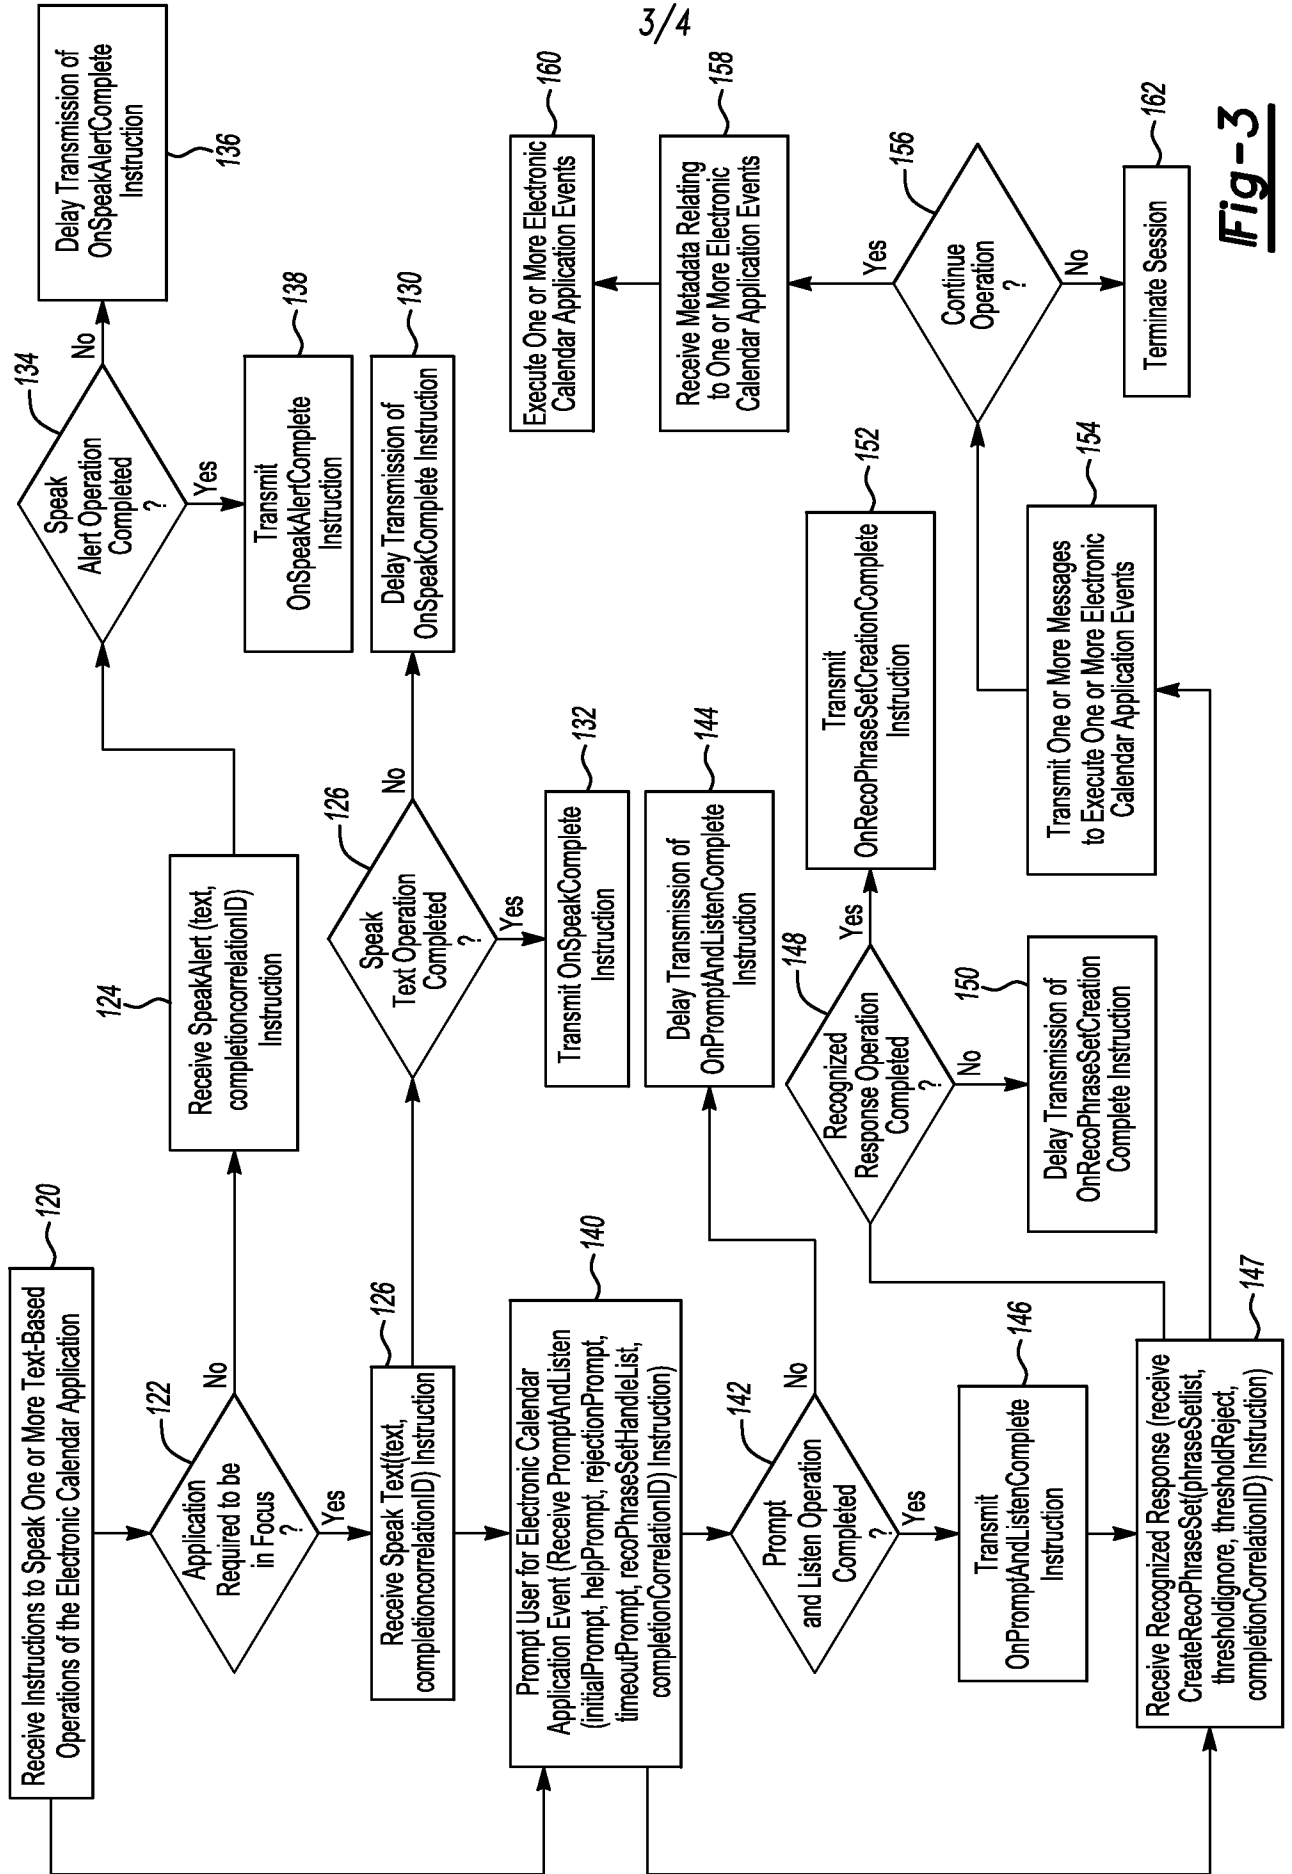 3/4
120
Receive Instructions to Speak One or More Text-Based
Operations of the Electronic Calendar Application
122
Application
Required to be
in Focus
?
No
Yes
124
Receive SpeakAlert (text,
completioncorrelationID)
Instruction
134
Speak
Alert Operation
Completed
?
No
Yes
Delay Transmission of
OnSpeakAlertComplete
Instruction
136
Transmit
OnSpeakAlertComplete
Instruction
138
126
Receive Speak Text(text,
completioncorrelationID) Instruction
126
Speak
Text Operation
Completed
?
No
Yes
Delay Transmission of
OnSpeakComplete Instruction
130
Transmit OnSpeakComplete
Instruction
132
140
Prompt User for Electronic Calendar
Application Event (Receive PromptAndListen
(initialPrompt, helpPrompt, rejectionPrompt,
timeoutPrompt, recoPhraseSetHandleList,
completionCorrelationID) Instruction)
142
Prompt
and Listen Operation
Completed
?
No
Yes
Delay Transmission of
OnPromptAndListenComplete
Instruction
144
Transmit
OnPromptAndListenComplete
Instruction
146
Receive Recognized Response (receive
CreateRecoPhraseSet(phraseSetlist,
thresholdignore, thresholdReject,
completionCorrelationID) Instruction)
147
148
Recognized
Response Operation
Completed
?
Yes
No
150
Delay Transmission of
OnRecoPhraseSetCreation
Complete Instruction
Transmit
OnRecoPhraseSetCreationComplete
Instruction
152
Transmit One or More Messages
to Execute One or More Electronic
Calendar Application Events
154
156
Continue
Operation
?
Yes
No
Receive Metadada Relating
to One or More Electronic
Calendar Application Events
158
Execute One or More Electronic
Calendar Application Events
160
Terminate Session
162
Fig-3